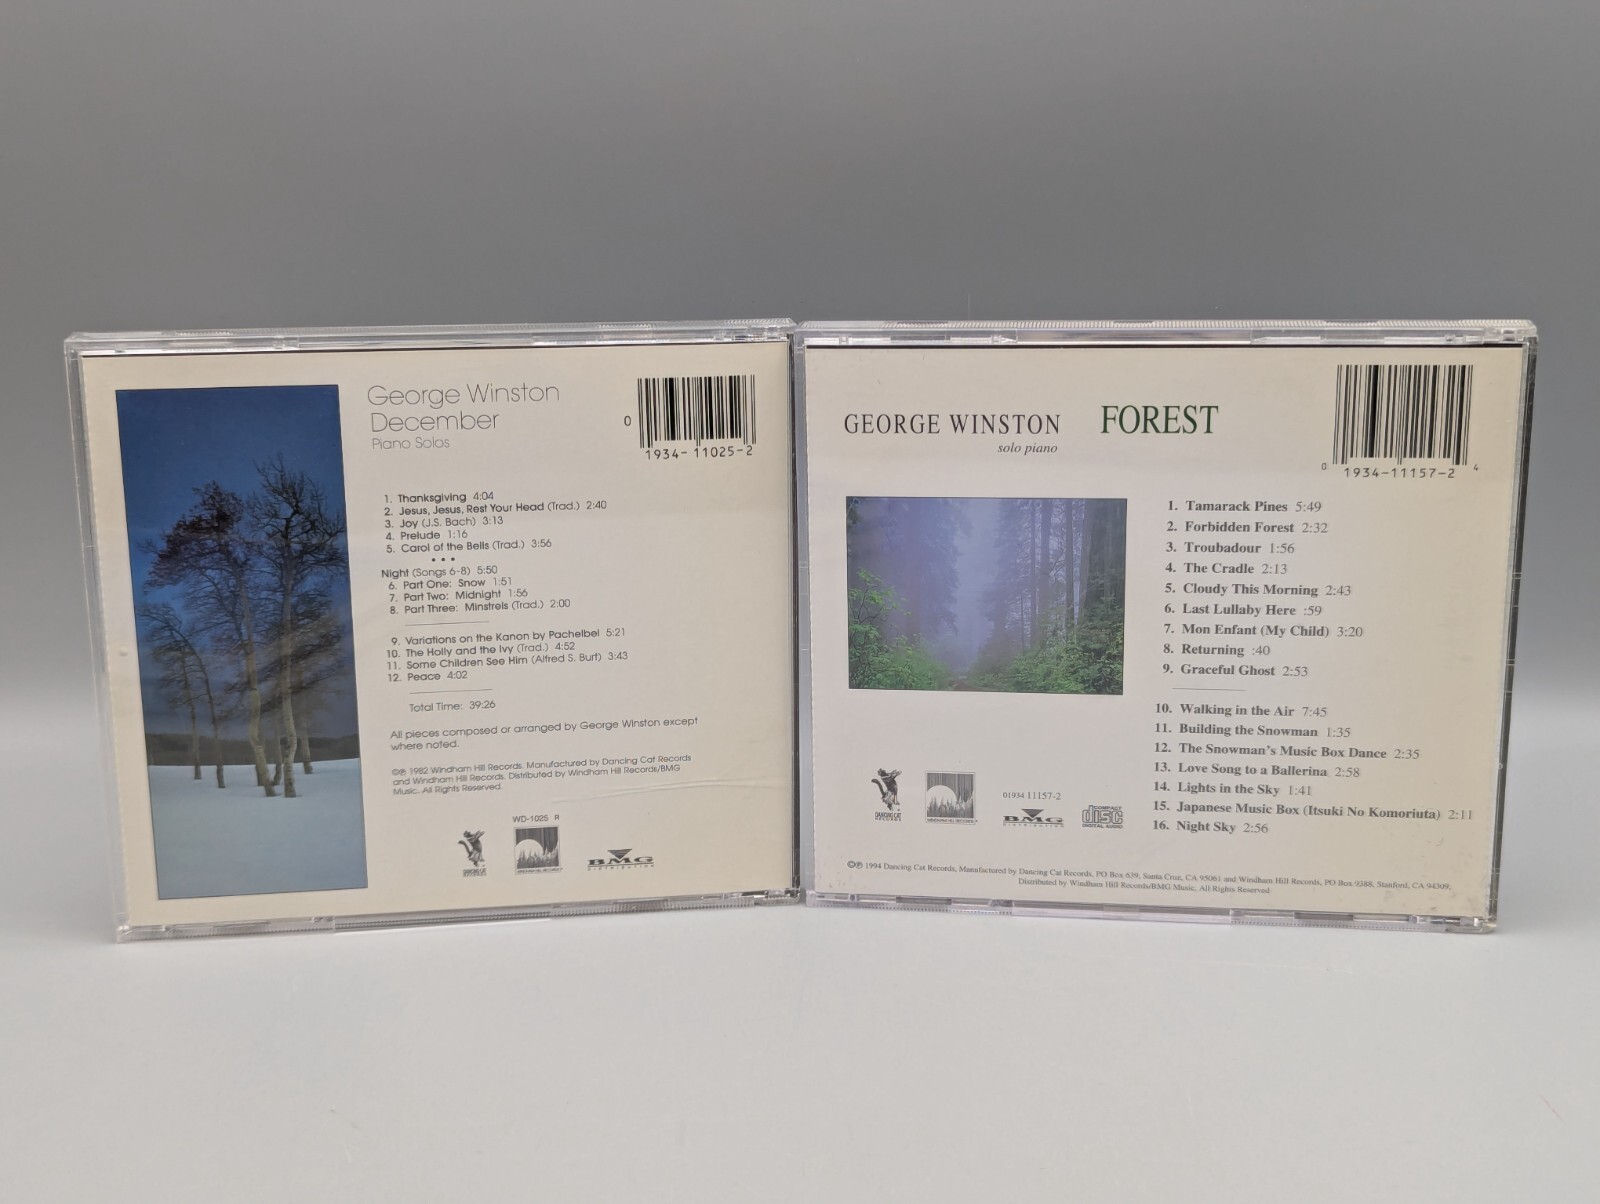 George Winston
December
Piano Solos
0
1934-11025-2
1. Thanksgiving 4:04
2. Jesus, Jesus, Rest Your Head (Trad.) 2:40
3. Joy (J.S. Bach) 3:13
4. Prelude 1:16
5. Carol of the Bells (Trad.) 3:56
• • •
Night (Songs 6-8) 5:50
6. Part One: Snow 1:51
7. Part Two: Midnight 1:56
8. Part Three: Minstrels (Trad.) 2:00
9. Variations on the Kanon by Pachelbel 5:21
10. The Holly and the Ivy (Trad.) 4:52
11. Some Children See Him (Alfred S. Burt) 3:43
12. Peace 4:02
Total Time: 39:26
All pieces composed or arranged by George Winston except
where noted.
©℗ 1982 Windham Hill Records. Manufactured by Dancing Cat Records
and Windham Hill Records. Distributed by Windham Hill Records/BMG
Music. All Rights Reserved.
WD-1025 R
DANCING CAT
RECORDS
WINDHAM HILL RECORDS
BMG
DISTRIBUTION
GEORGE WINSTON FOREST
solo piano
0 1934-11157-2 4
1. Tamarack Pines 5:49
2. Forbidden Forest 2:32
3. Troubadour 1:56
4. The Cradle 2:13
5. Cloudy This Morning 2:43
6. Last Lullaby Here :59
7. Mon Enfant (My Child) 3:20
8. Returning :40
9. Graceful Ghost 2:53
10. Walking in the Air 7:45
11. Building the Snowman 1:35
12. The Snowman's Music Box Dance 2:35
13. Love Song to a Ballerina 2:58
14. Lights in the Sky 1:41
15. Japanese Music Box (Itsuki No Komoriuta) 2:11
16. Night Sky 2:56
DANCING CAT
RECORDS
WINDHAM HILL RECORDS
01934 11157-2
BMG
DISTRIBUTION
COMPACT
disc
DIGITAL AUDIO
©℗ 1994 Dancing Cat Records, Manufactured by Dancing Cat Records, PO Box 639, Santa Cruz, CA 95061 and Windham Hill Records, PO Box 9388, Stanford, CA 94309,
Distributed by Windham Hill Records/BMG Music, All Rights Reserved